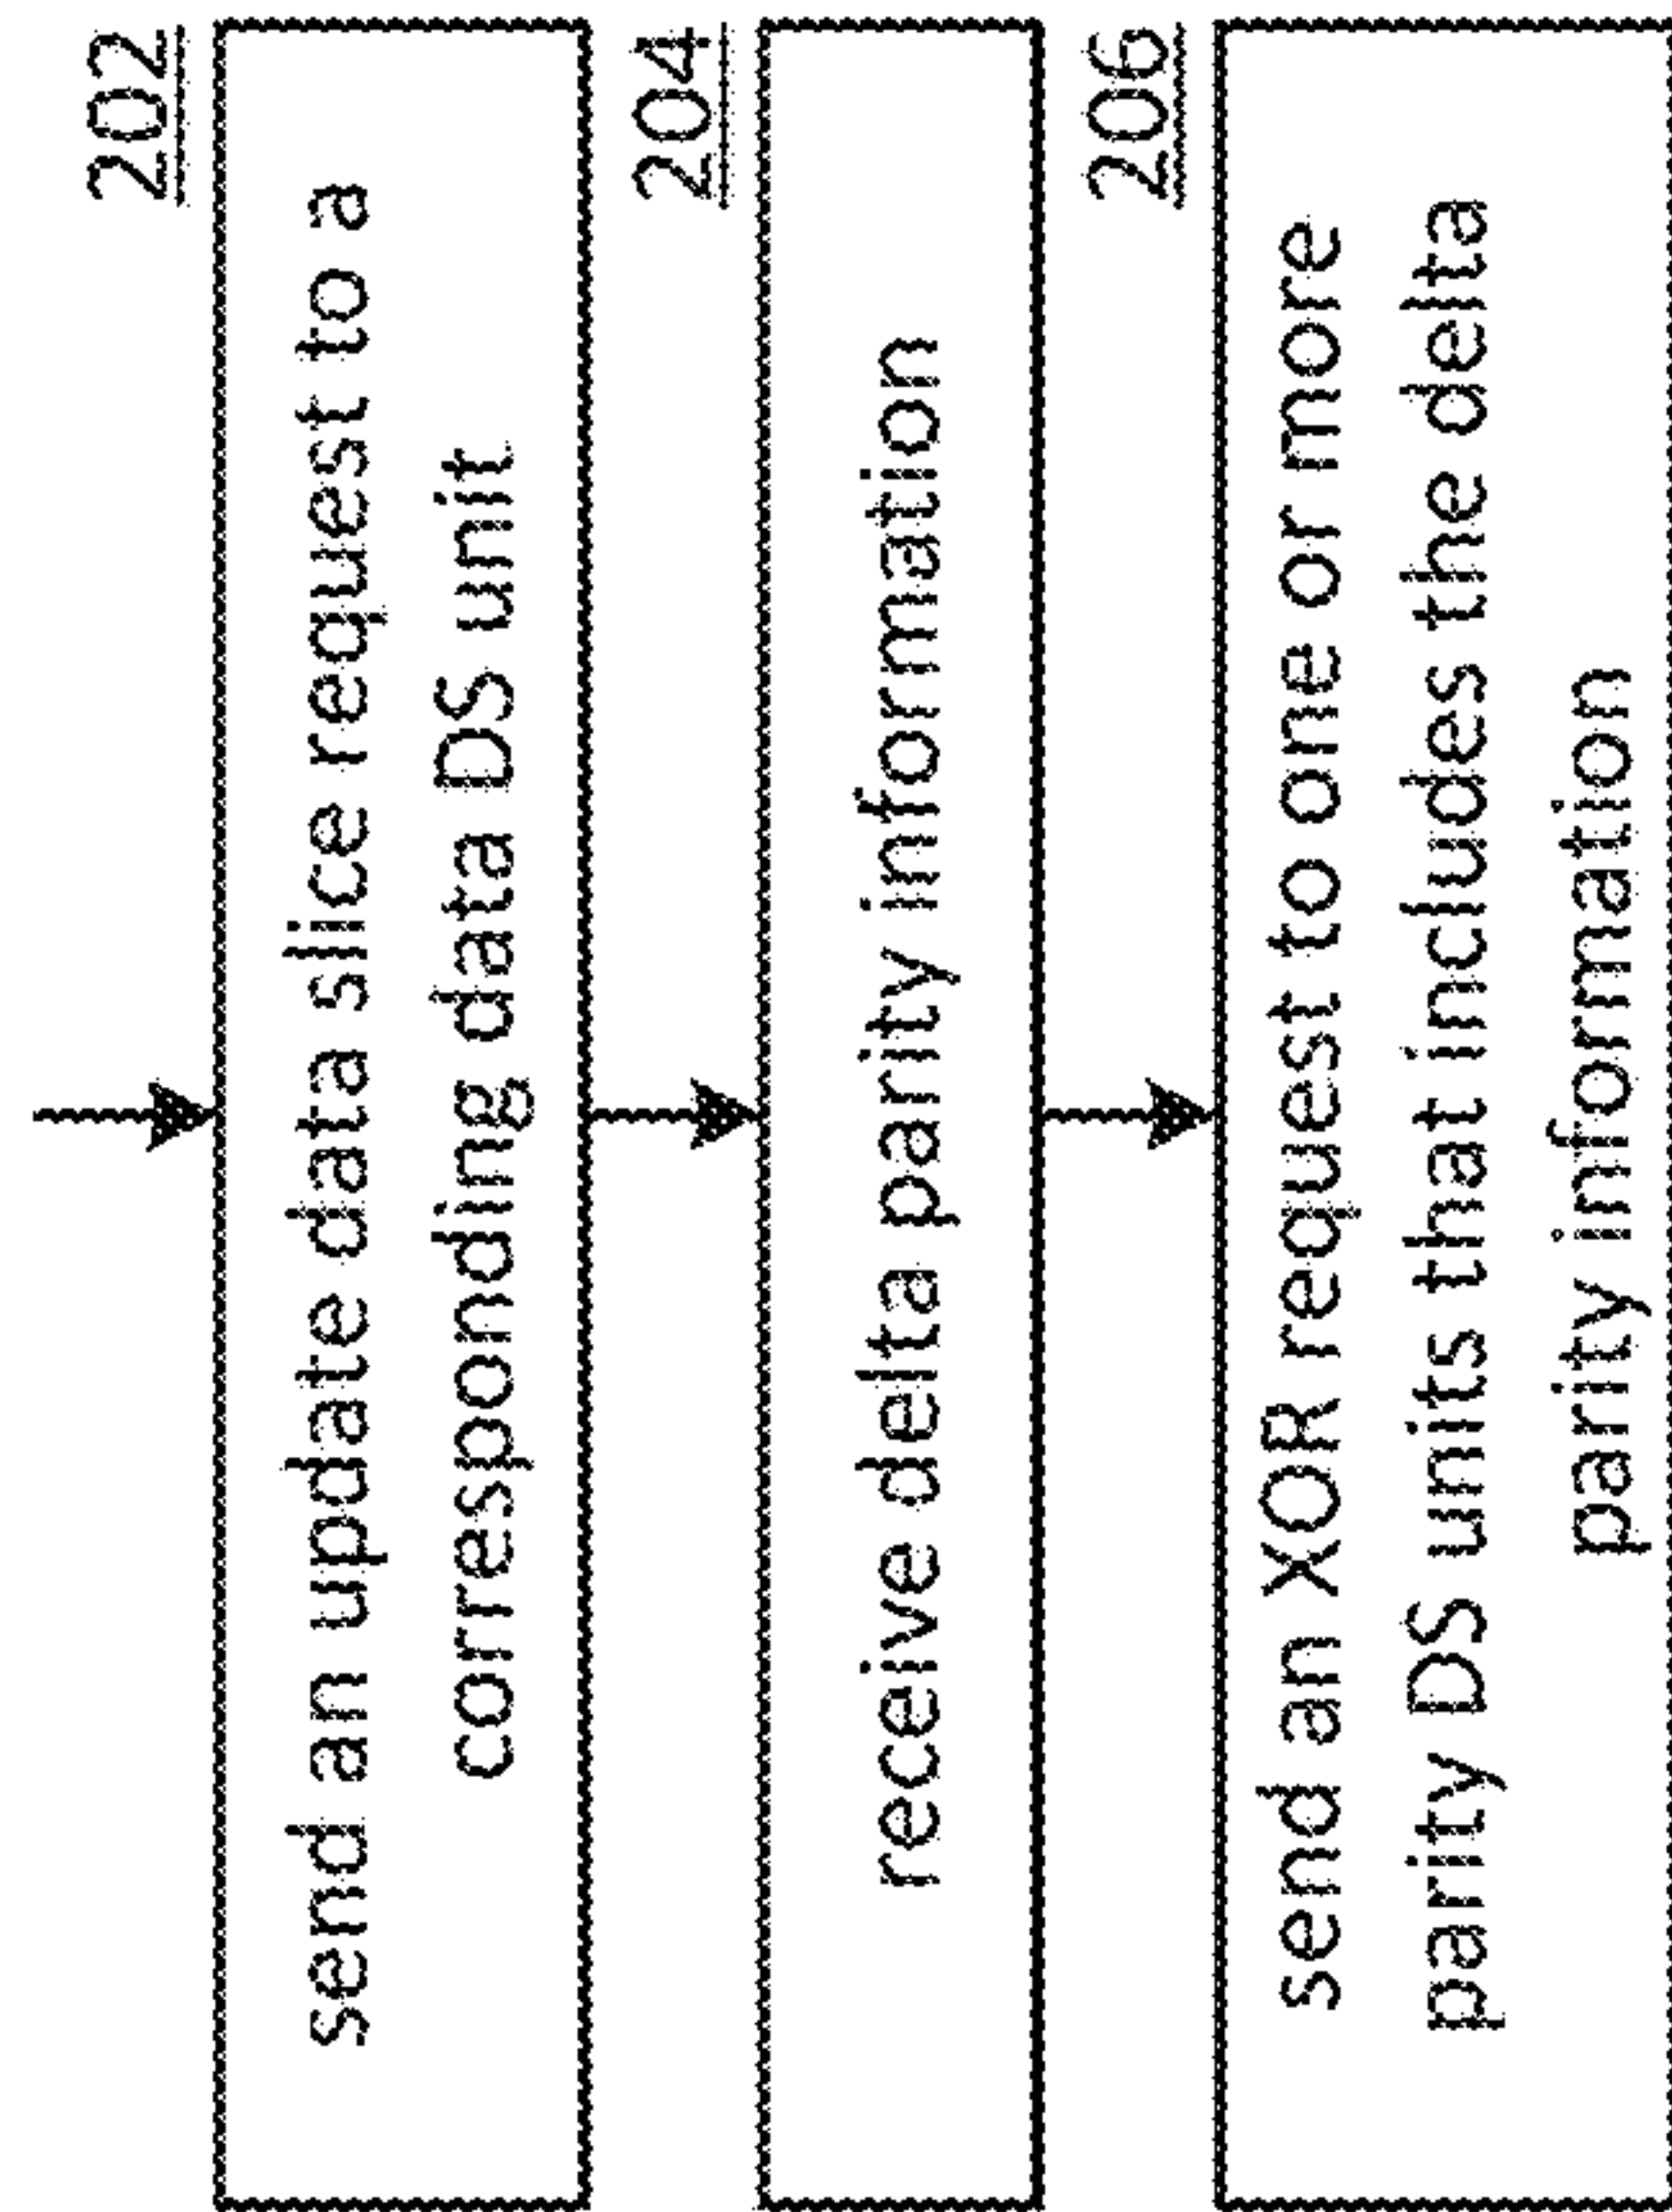 202
send an update data slice request to a
corresponding data DS unit
204
receive delta parity information
206
send an XOR request to one or more
parity DS units that includes the delta
parity information